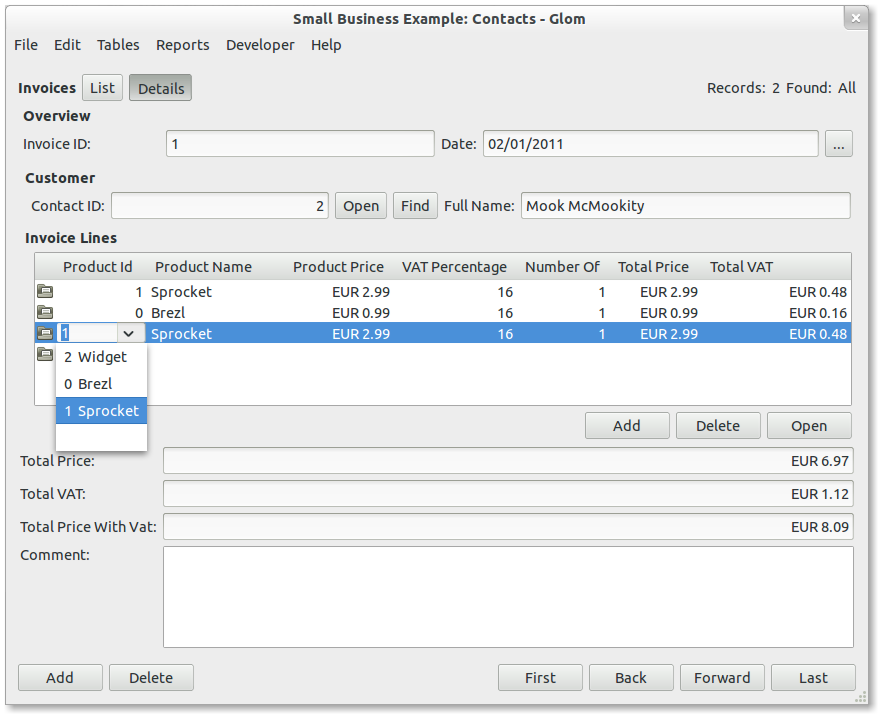 Small Business Example: Contacts - Glom
File Edit Tables Reports Developer Help
Invoices List Details Records: 2 Found: All
Overview
Invoice ID: 1 Date: 02/01/2011 ...
Customer
Contact ID: 2 Open Find Full Name: Mook McMookity
Invoice Lines
Product Id Product Name Product Price VAT Percentage Number Of Total Price Total VAT
1 Sprocket EUR 2.99 16 1 EUR 2.99 EUR 0.48
0 Brezl EUR 0.99 16 1 EUR 0.99 EUR 0.16
1 Sprocket EUR 2.99 16 1 EUR 2.99 EUR 0.48
2 Widget
0 Brezl
1 Sprocket
Add Delete Open
Total Price: EUR 6.97
Total VAT: EUR 1.12
Total Price With Vat: EUR 8.09
Comment:
Add Delete First Back Forward Last